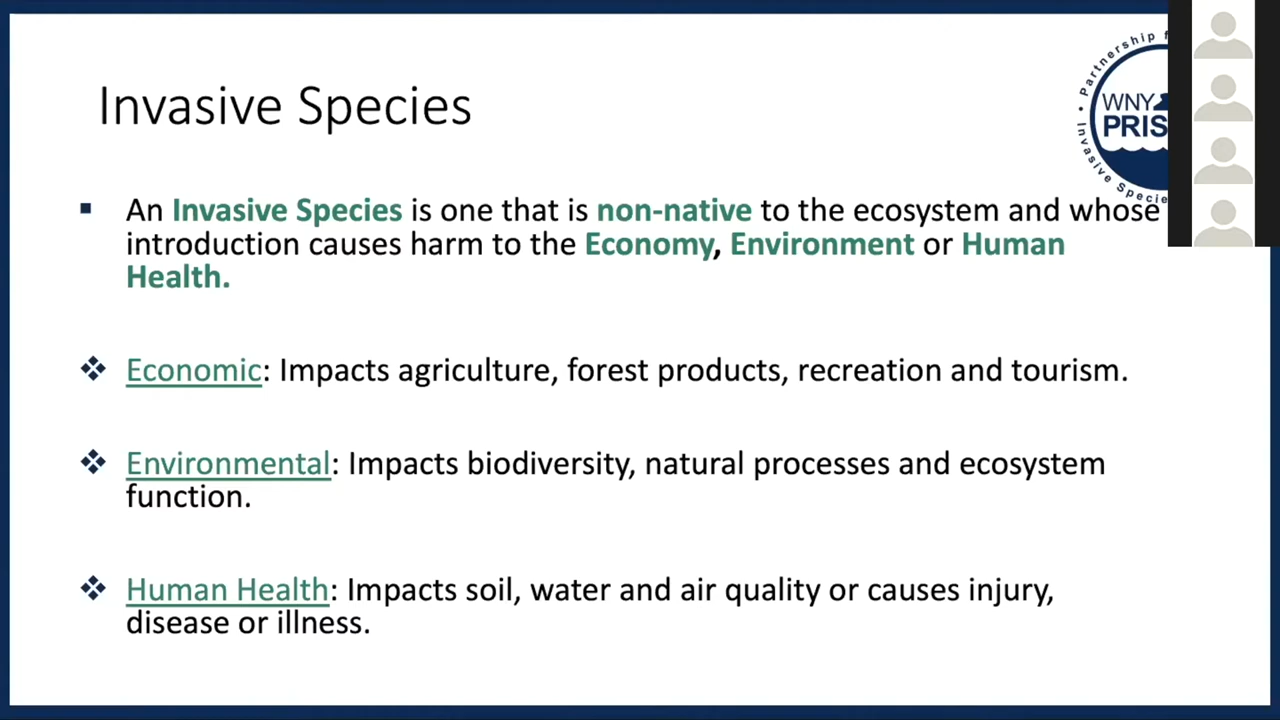 Invasive Species
Partnership f
WNY
PRIS
Invasive Specie
▪ An Invasive Species is one that is non-native to the ecosystem and whose
introduction causes harm to the Economy, Environment or Human
Health.
❖ Economic: Impacts agriculture, forest products, recreation and tourism.
❖ Environmental: Impacts biodiversity, natural processes and ecosystem
function.
❖ Human Health: Impacts soil, water and air quality or causes injury,
disease or illness.